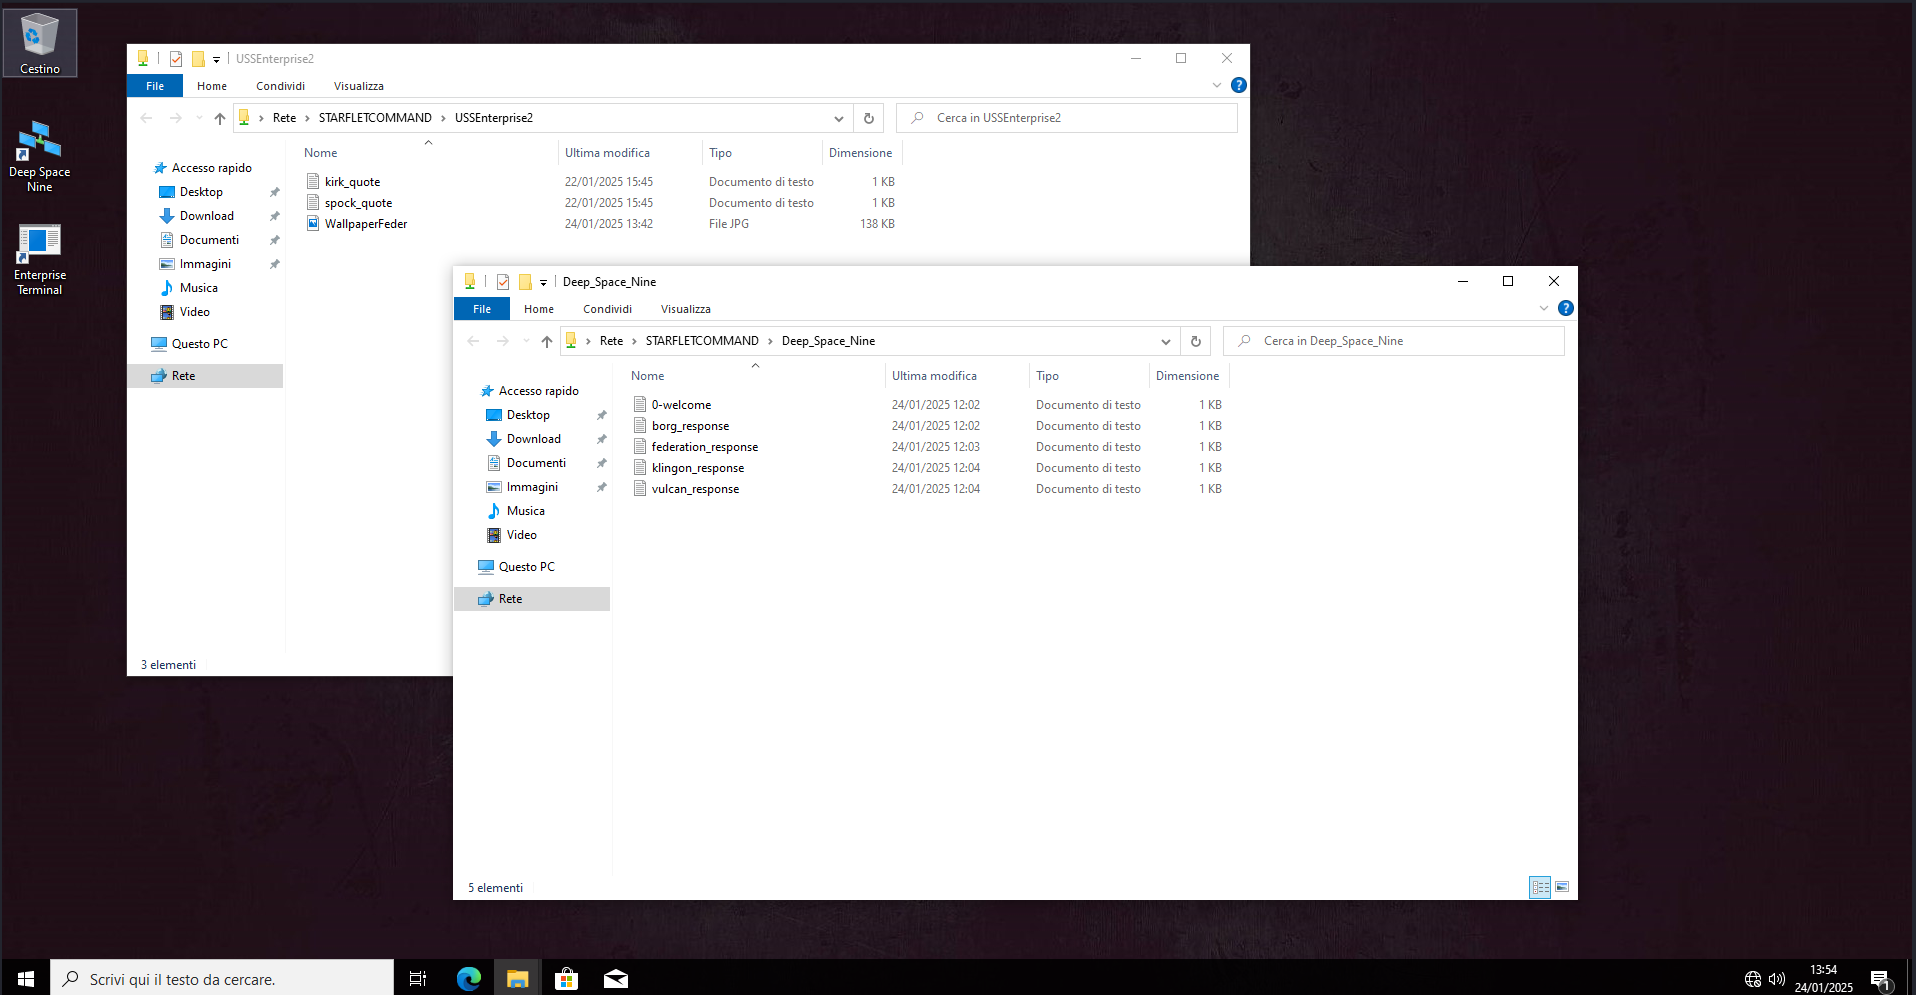 Cestino
Deep Space
Nine
Enterprise
Terminal
USSEnterprise2
File Home Condividi Visualizza
Rete STARFLETCOMMAND USSEnterprise2
Cerca in USSEnterprise2
Accesso rapido
Desktop
Download
Documenti
Immagini
Musica
Video
Questo PC
Rete
Nome Ultima modifica Tipo Dimensione
kirk_quote 22/01/2025 15:45 Documento di testo 1 KB
spock_quote 22/01/2025 15:45 Documento di testo 1 KB
WallpaperFeder 24/01/2025 13:42 File JPG 138 KB
3 elementi
Deep_Space_Nine
File Home Condividi Visualizza
Rete STARFLETCOMMAND Deep_Space_Nine
Cerca in Deep_Space_Nine
Accesso rapido
Desktop
Download
Documenti
Immagini
Musica
Video
Questo PC
Rete
Nome Ultima modifica Tipo Dimensione
0-welcome 24/01/2025 12:02 Documento di testo 1 KB
borg_response 24/01/2025 12:02 Documento di testo 1 KB
federation_response 24/01/2025 12:03 Documento di testo 1 KB
klingon_response 24/01/2025 12:04 Documento di testo 1 KB
vulcan_response 24/01/2025 12:04 Documento di testo 1 KB
5 elementi
Scrivi qui il testo da cercare.
13:54
24/01/2025
1